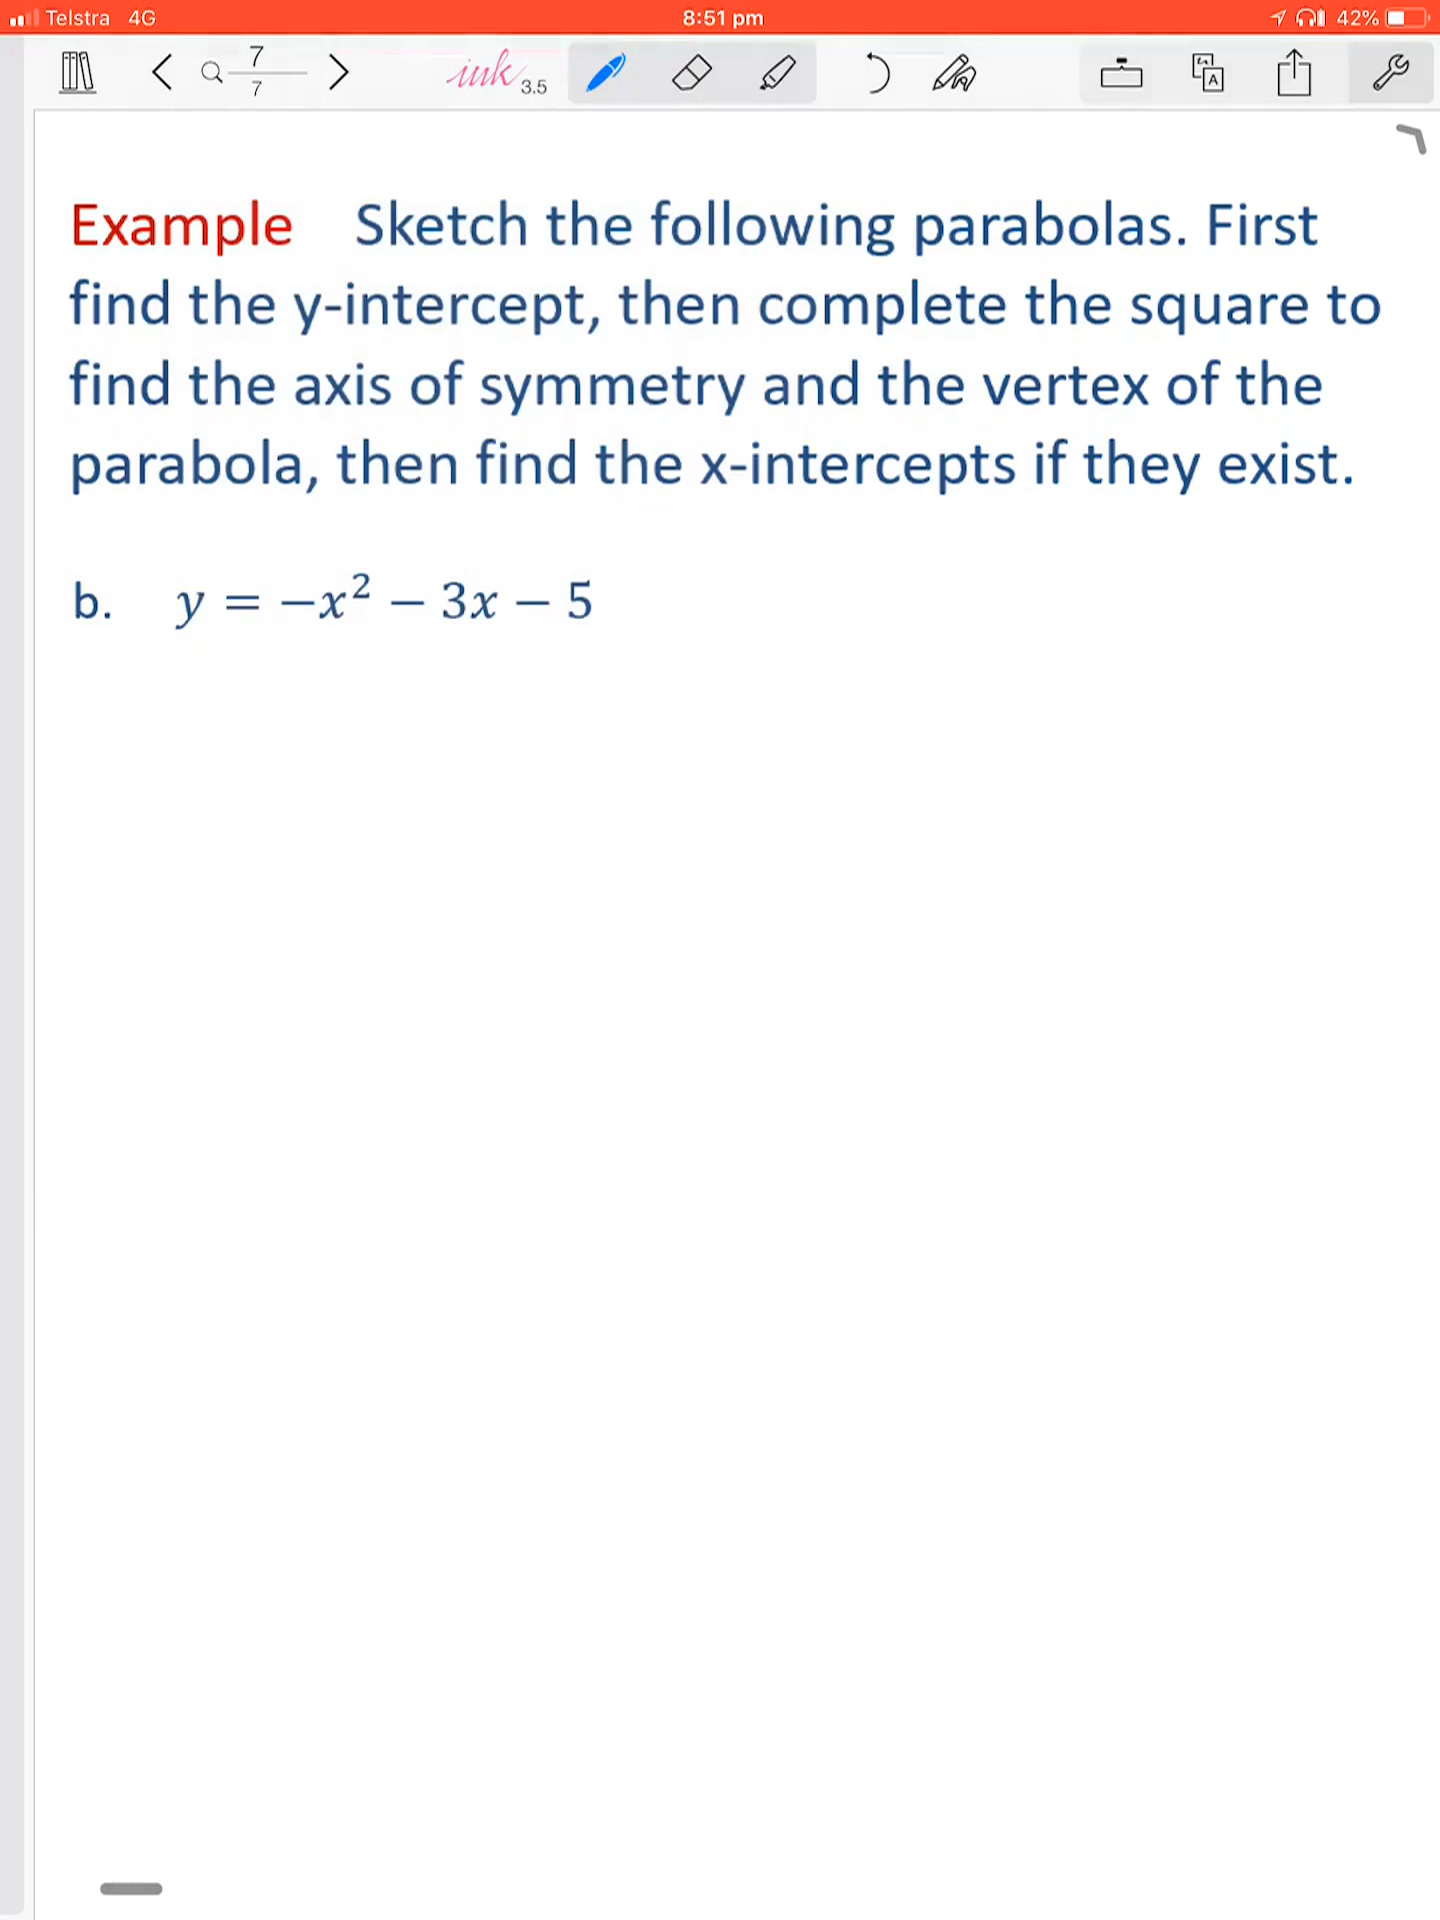 Telstra 4G 8:51 pm 42%
7
7
ink 3.5
A
Example Sketch the following parabolas. First
find the y-intercept, then complete the square to
find the axis of symmetry and the vertex of the
parabola, then find the x-intercepts if they exist.
b. y = −x² − 3x − 5